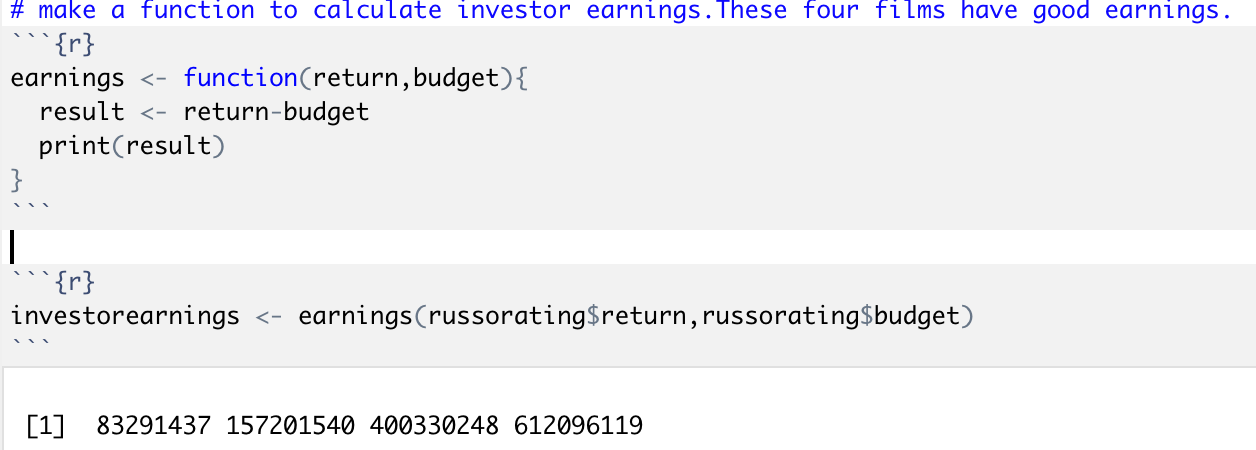 # make a function to calculate investor earnings.These four films have good earnings.
```{r}
earnings <- function(return,budget){
  result <- return-budget
  print(result)
}
```
```{r}
investorearnings <- earnings(russorating$return,russorating$budget)
```
[1]  83291437 157201540 400330248 612096119